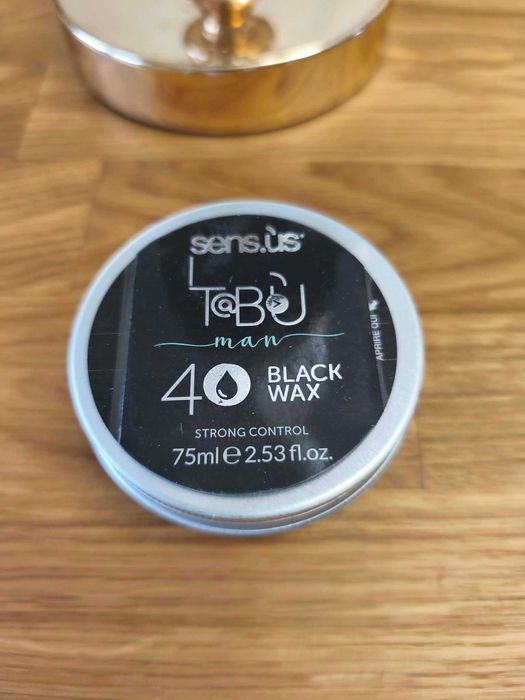 sens.ùs
T@BÙ
man
40 BLACK
WAX
STRONG CONTROL
75ml e 2.53 fl.oz.
APRIRE QUI